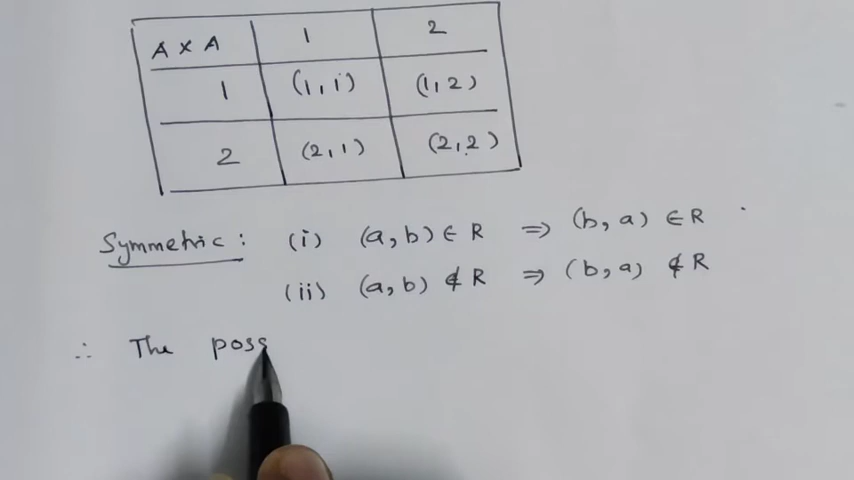 A × A 1 2
1 (1,1) (1,2)
2 (2,1) (2,2)
Symmetric: (i) (a,b) ∈ R ⇒ (b,a) ∈ R
(ii) (a,b) ∉ R ⇒ (b,a) ∉ R
∴ The poss